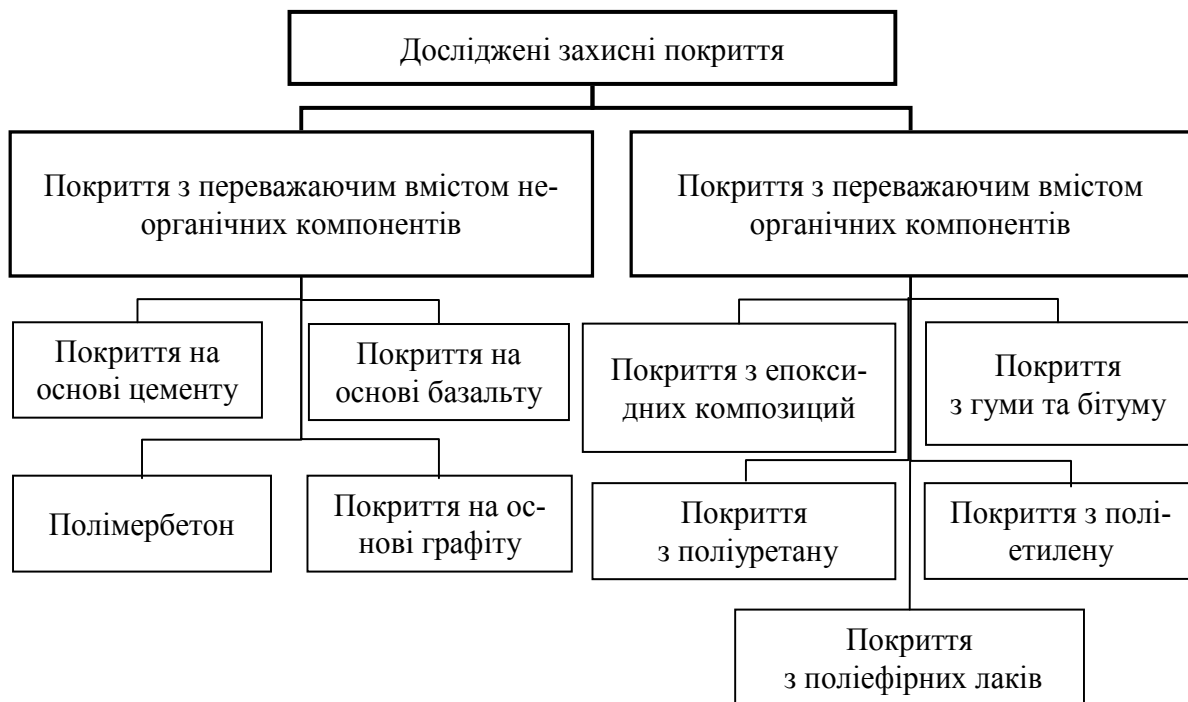 Досліджені захисні покриття
Покриття з переважаючим вмістом не-
органічних компонентів
Покриття з переважаючим вмістом
органічних компонентів
Покриття на
основі цементу
Покриття на
основі базальту
Покриття з епокси-
дних композиций
Покриття
з гуми та бітуму
Полімербетон
Покриття на ос-
нові графіту
Покриття
з поліуретану
Покриття з полі-
етилену
Покриття
з поліефірних лаків